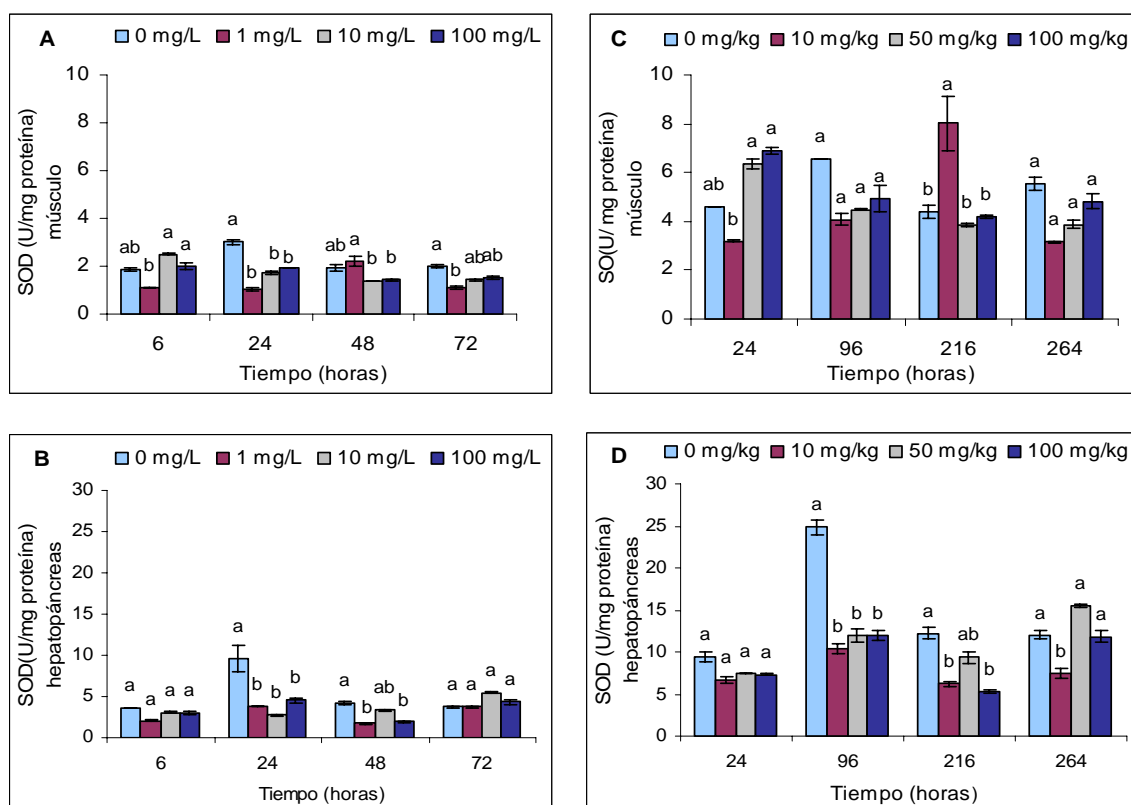 A
0 mg/L 1 mg/L 10 mg/L 100 mg/L
SOD (U/mg proteína)
músculo
10
8
6
4
2
0
ab b a a
a b b b
ab a b b
a b ab ab
6 24 48 72
Tiempo (horas)
C
0 mg/kg 10 mg/kg 50 mg/kg 100 mg/kg
SO(U/ mg proteína)
músculo
10
8
6
4
2
0
ab b a a
a a a a
b a b b
a a a a
24 96 216 264
Tiempo (horas)
B
0 mg/L 1 mg/L 10 mg/L 100 mg/L
SOD(U/mg proteína)
hepatopáncreas
30
25
20
15
10
5
0
a a a a
a b b b
a b ab b
a a a a
6 24 48 72
Tiempo (horas)
D
0 mg/kg 10 mg/kg 50 mg/kg 100 mg/kg
SOD (U/mg proteína)
hepatopáncreas
30
25
20
15
10
5
0
a a a a
a b b b
a b ab b
a b a a
24 96 216 264
Tiempo (horas)